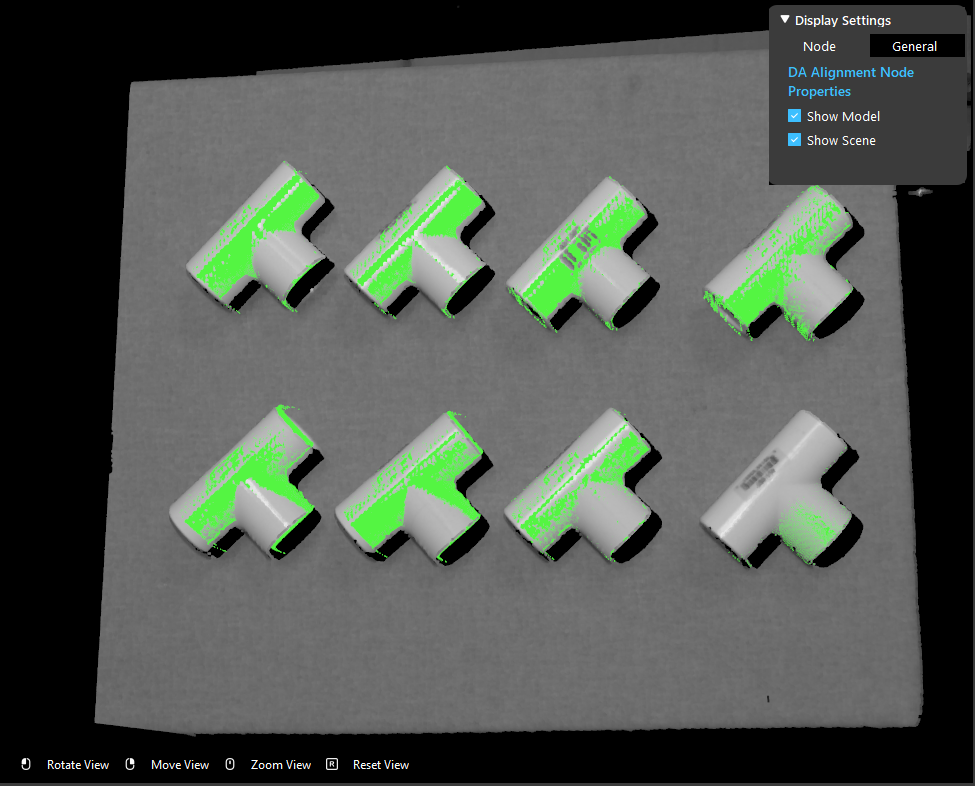 Display Settings
Node General
DA Alignment Node
Properties
Show Model
Show Scene
Rotate View Move View Zoom View R Reset View